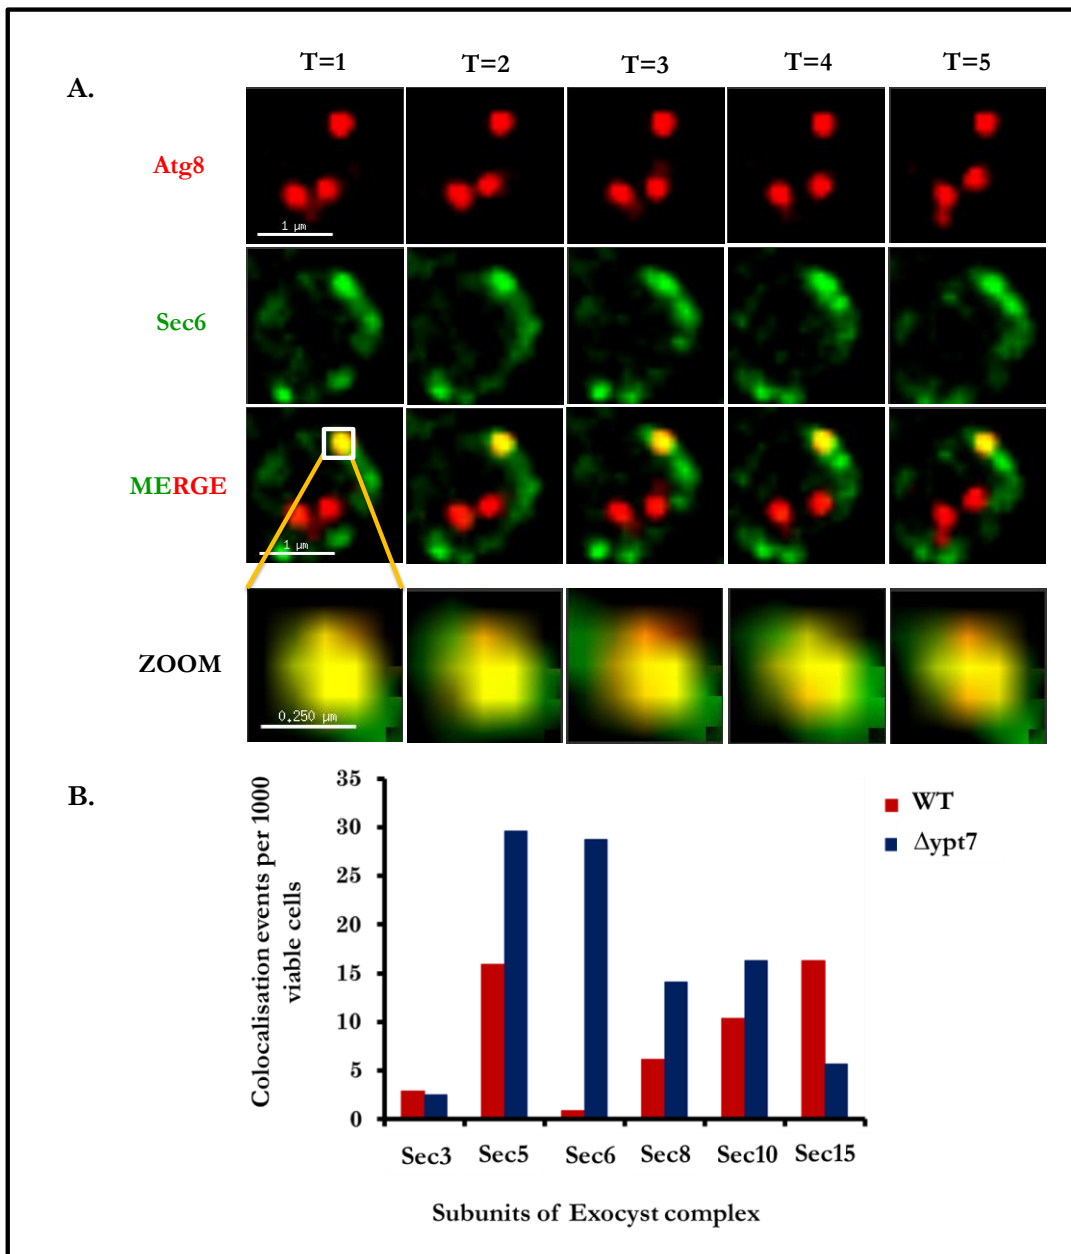 A.
T=1 T=2 T=3 T=4 T=5
Atg8
1 µm
Sec6
MERGE
1 µm
ZOOM
0.250 µm
B.
Colocalisation events per 1000
viable cells
35
30
25
20
15
10
5
0
Sec3 Sec5 Sec6 Sec8 Sec10 Sec15
Subunits of Exocyst complex
WT
Δypt7